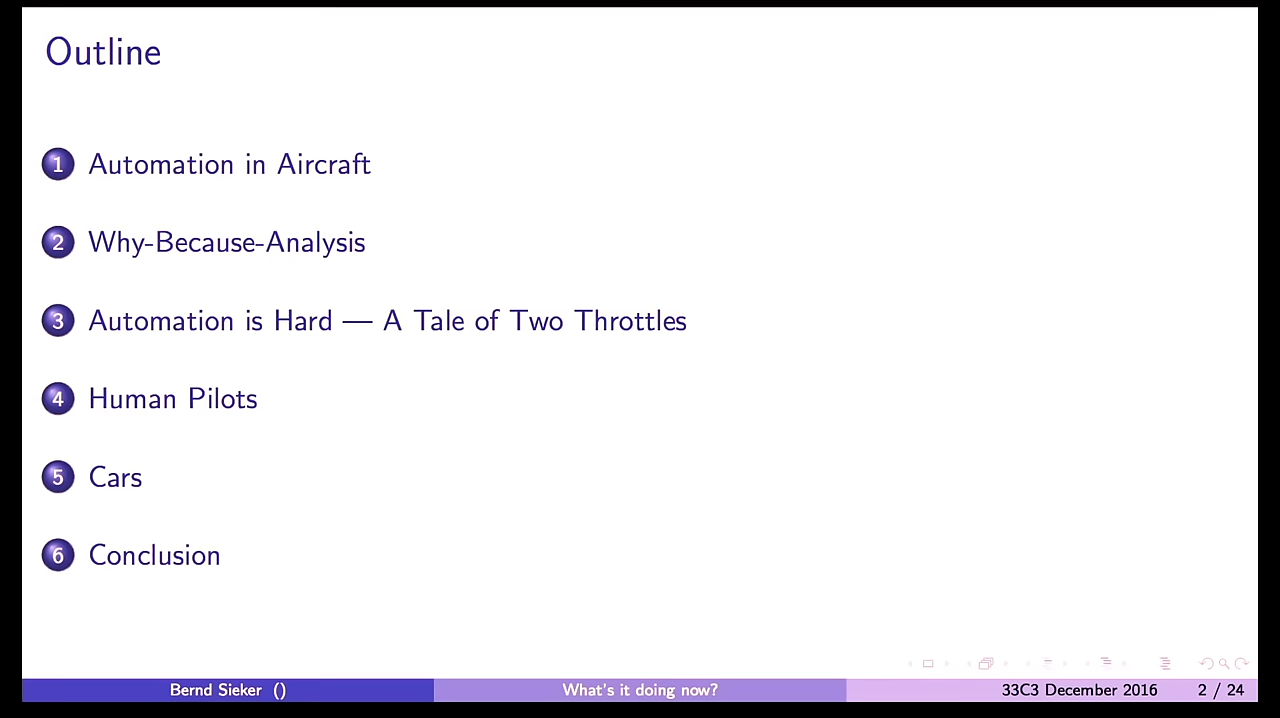 Outline
1 Automation in Aircraft
2 Why-Because-Analysis
3 Automation is Hard — A Tale of Two Throttles
4 Human Pilots
5 Cars
6 Conclusion
Bernd Sieker () What's it doing now? 33C3 December 2016 2 / 24